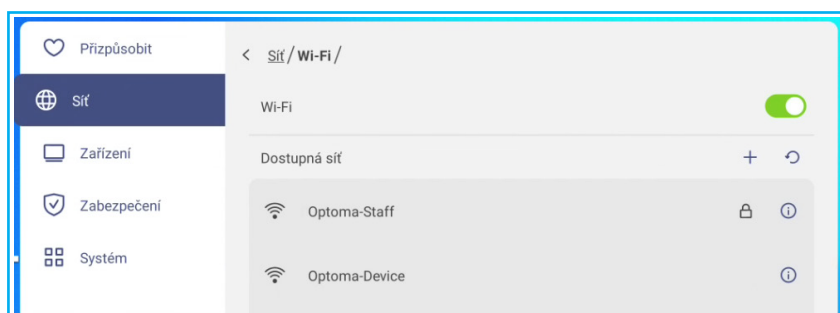 Přizpůsobit
Síť
Zařízení
Zabezpečení
Systém
< Síť/Wi-Fi/
Wi-Fi
Dostupná síť
Optoma-Staff
Optoma-Device